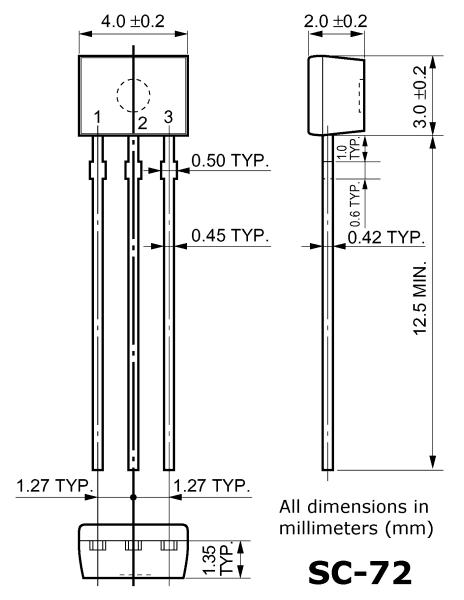 4.0 ±0.2
2.0 ±0.2
3.0 ±0.2
1
2
3
1.0 TYP.
0.50 TYP.
0.6 TYP.
0.45 TYP.
0.42 TYP.
12.5 MIN.
1.27 TYP.
1.27 TYP.
1.35 TYP.
All dimensions in
millimeters (mm)
SC-72